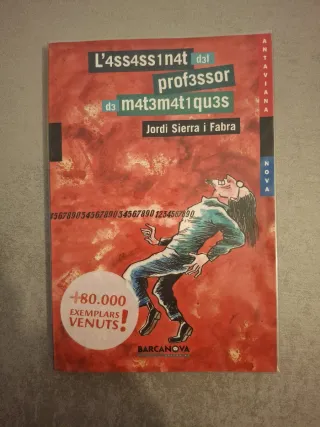 L'4ss4ss1n4t d3l
prof3ssor
d3 m4t3m4t1qu3s
Jordi Sierra i Fabra
ANTAVIANA
NOVA
+80.000
EXEMPLARS
VENUTS!
BARCANOVA